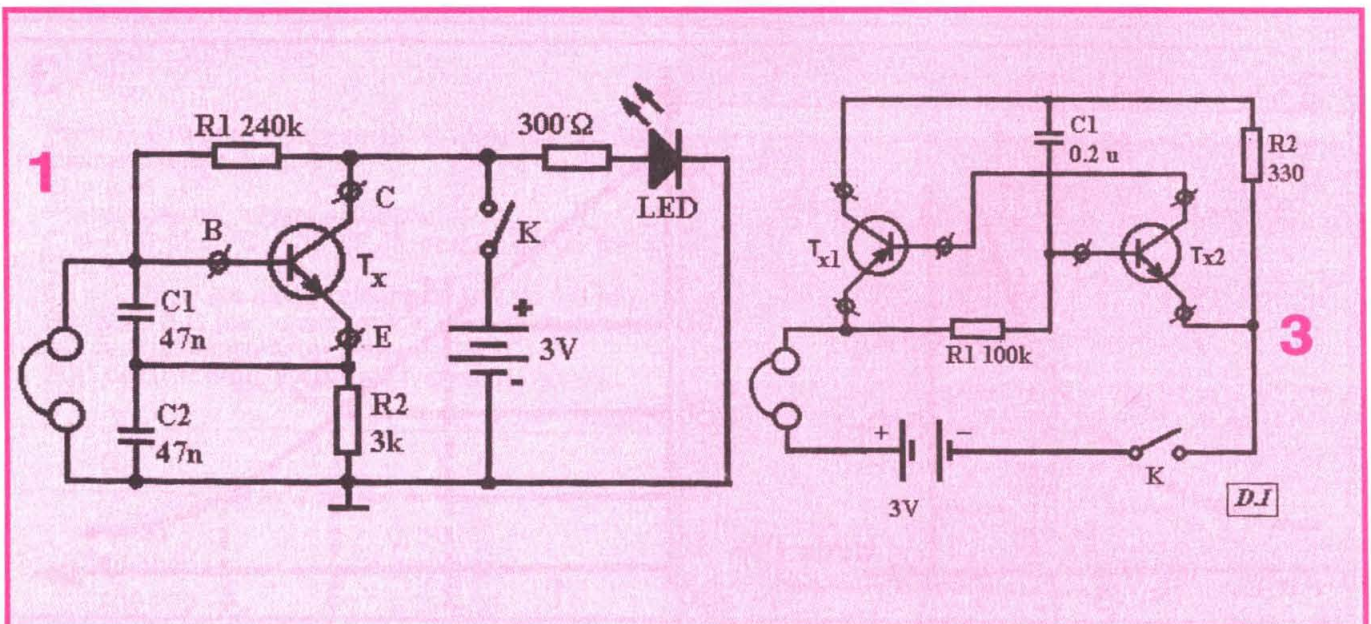 1
R1 240k
300 Ω
LED
C
B
T
x
K
C1
47n
E
+
3V
-
R2
3k
C2
47n
C1
0.2 u
R2
330
T
x1
T
x2
R1 100k
3
+
−
3V
K
D.I